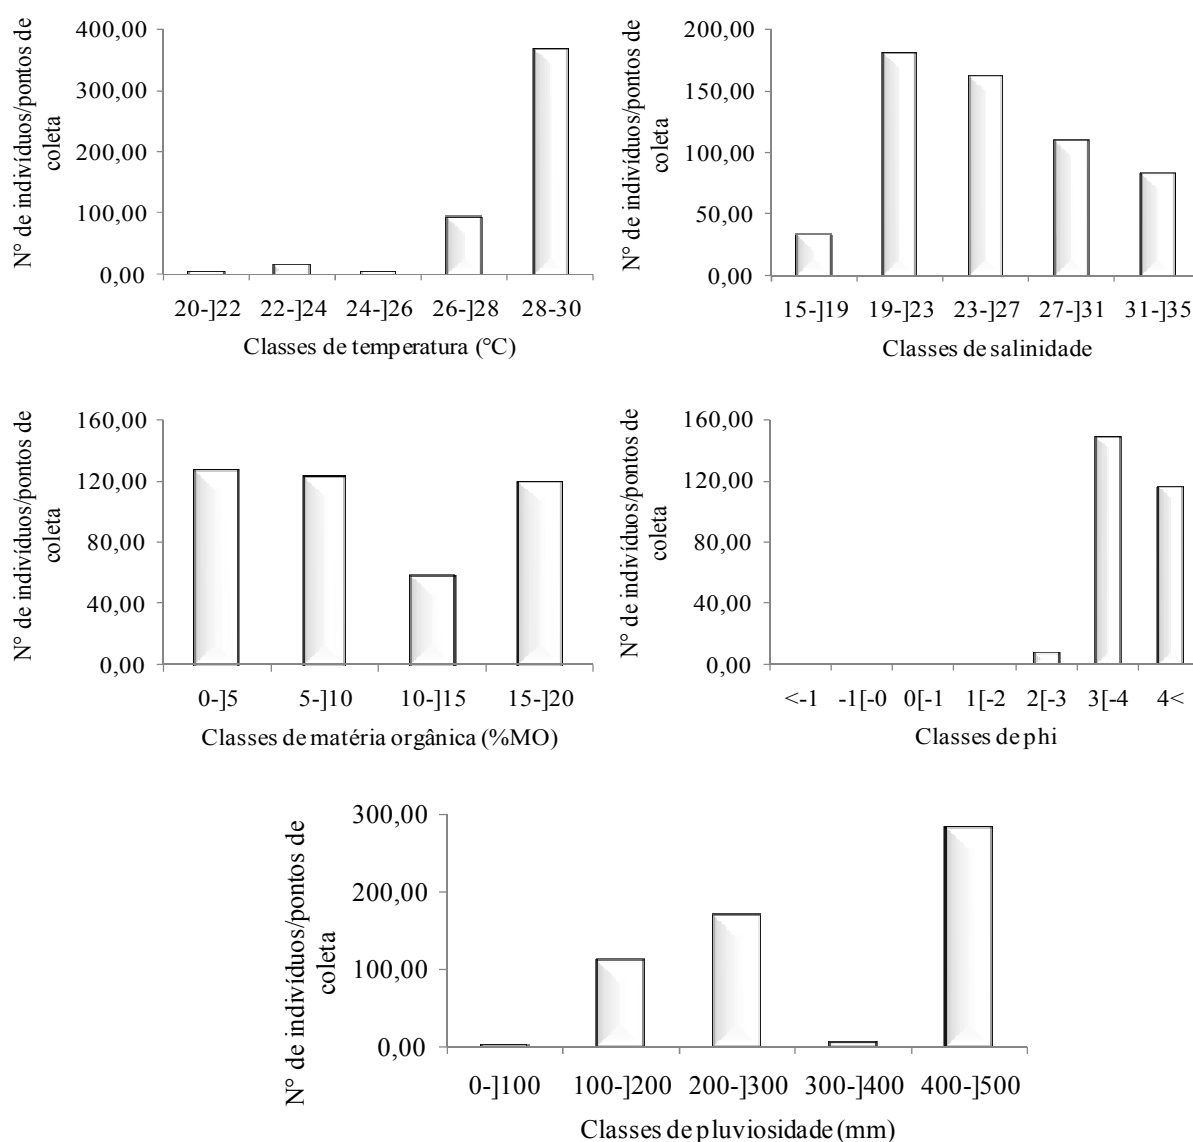 N° de indivíduos/pontos de
coleta
400,00
300,00
200,00
100,00
0,00
20-]22 22-]24 24-]26 26-]28 28-30
Classes de temperatura (°C)
N° de indivíduos/pontos de
coleta
200,00
150,00
100,00
50,00
0,00
15-]19 19-]23 23-]27 27-]31 31-]35
Classes de salinidade
N° de indivíduos/pontos de
coleta
160,00
120,00
80,00
40,00
0,00
0-]5 5-]10 10-]15 15-]20
Classes de matéria orgânica (%MO)
N° de indivíduos/pontos de
coleta
160,00
120,00
80,00
40,00
0,00
<-1 -1[-0 0[-1 1[-2 2[-3 3[-4 4<
Classes de phi
N° de indivíduos/pontos de
coleta
300,00
200,00
100,00
0,00
0-]100 100-]200 200-]300 300-]400 400-]500
Classes de pluviosidade (mm)